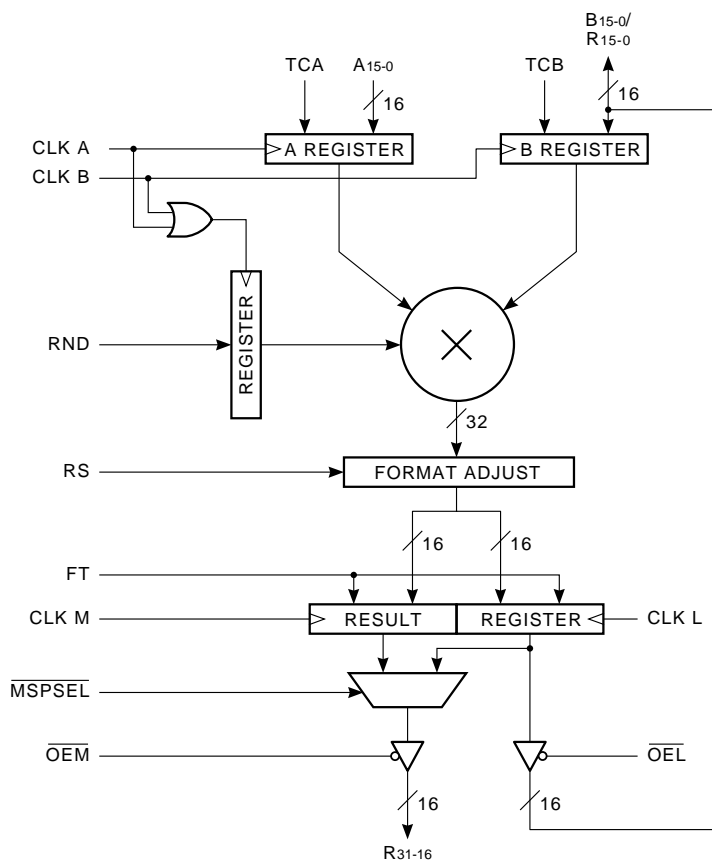 B15-0/
R15-0
TCA
A15-0
TCB
16
16
CLK A
A REGISTER
B REGISTER
CLK B
REGISTER
RND
32
RS
FORMAT ADJUST
16
16
FT
CLK M
RESULT
REGISTER
CLK L
MSPSEL
OEM
OEL
16
16
R31-16